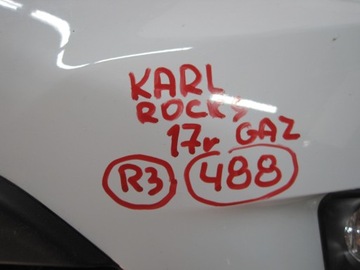 KARL
ROCKS
17r GAZ
R3 488